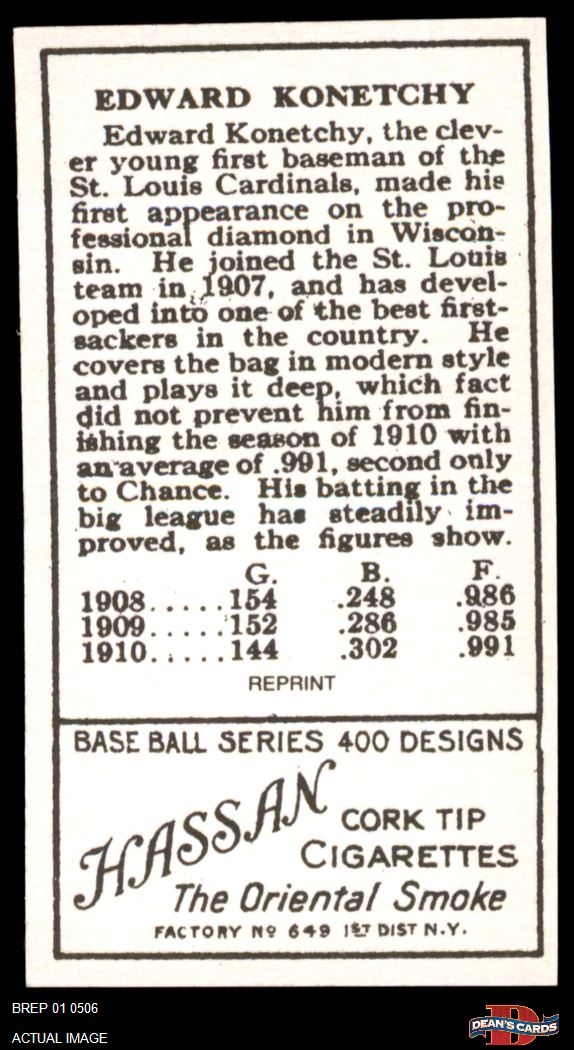 EDWARD KONETCHY
Edward Konetchy, the clev-
er young first baseman of the
St. Louis Cardinals, made his
first appearance on the pro-
fessional diamond in Wiscon-
sin. He joined the St. Louis
team in 1907, and has devel-
oped into one of the best first-
sackers in the country. He
covers the bag in modern style
and plays it deep, which fact
did not prevent him from fin-
ishing the season of 1910 with
an average of .991, second only
to Chance. His batting in the
big league has steadily im-
proved, as the figures show.
G. B. F.
1908.....154 .248 .986
1909.....152 .286 .985
1910.....144 .302 .991
REPRINT
BASE BALL SERIES 400 DESIGNS
HASSAN
CORK TIP
CIGARETTES
The Oriental Smoke
FACTORY No 649 1ST DIST N.Y.
BREP 01 0506
ACTUAL IMAGE
D
DEAN'S CARDS